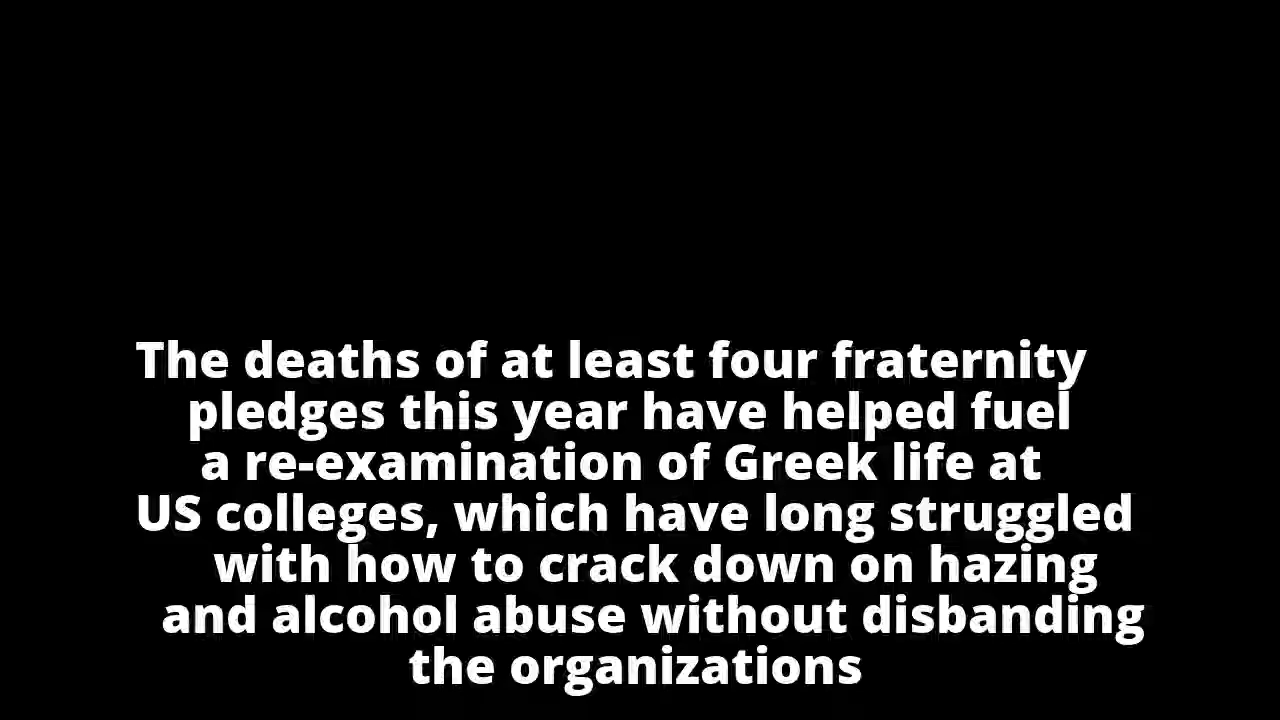 The deaths of at least four fraternity
pledges this year have helped fuel
a re-examination of Greek life at
US colleges, which have long struggled
with how to crack down on hazing
and alcohol abuse without disbanding
the organizations